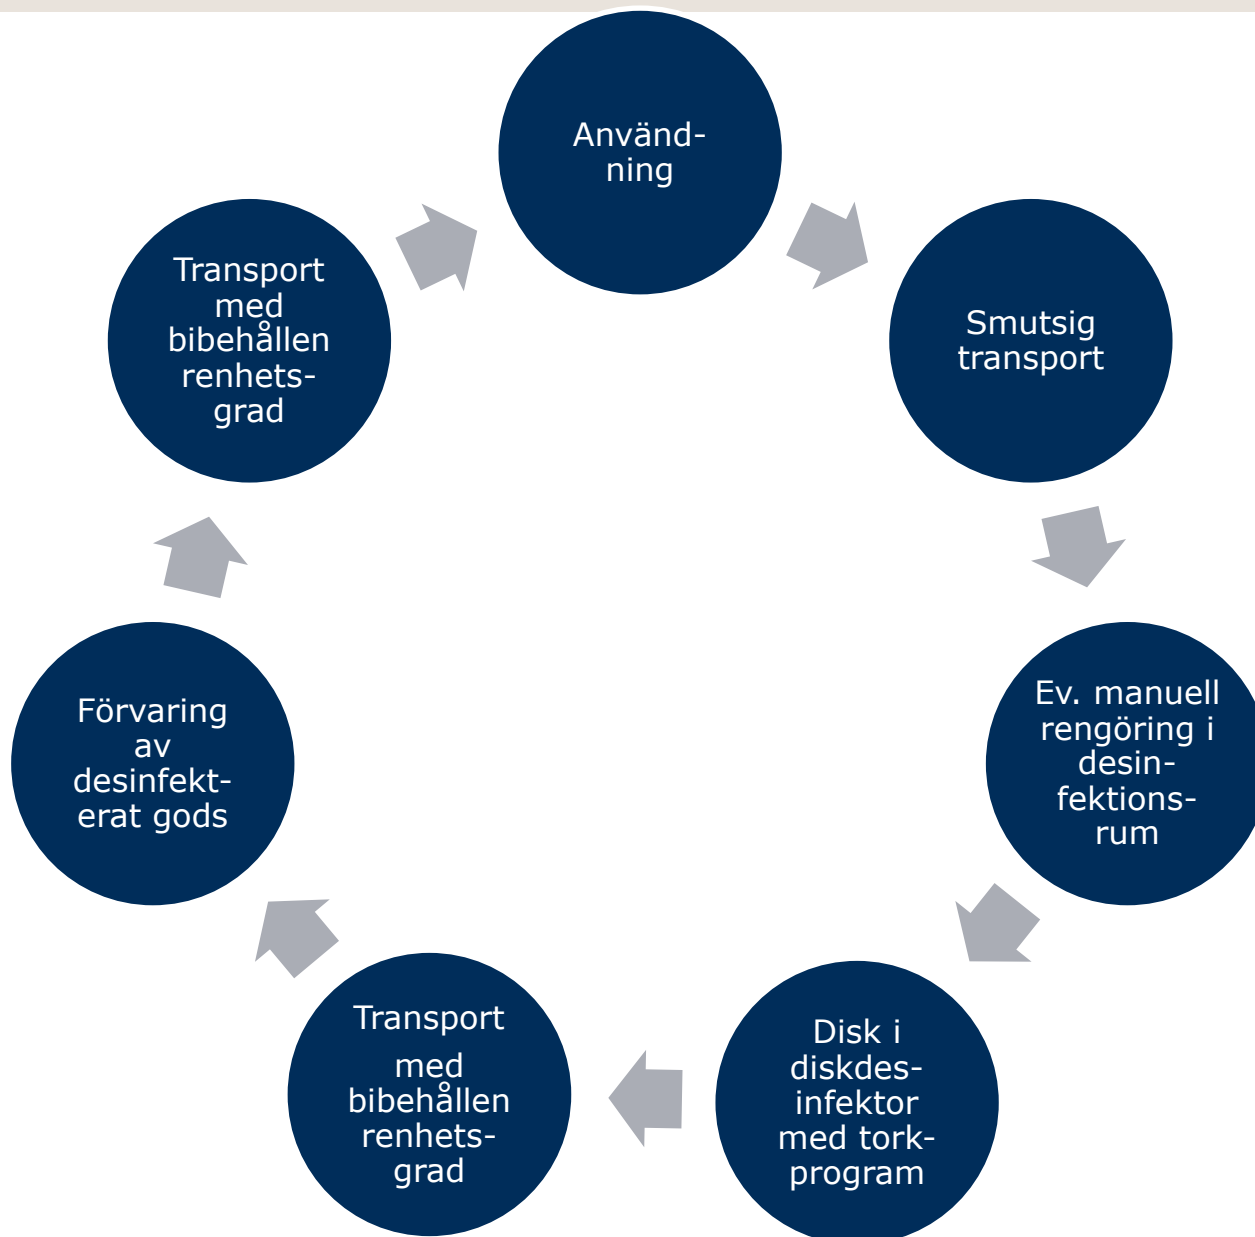 Använd-
ning
Smutsig
transport
Ev. manuell
rengöring i
desin-
fektions-
rum
Disk i
diskdes-
infektor
med tork-
program
Transport
med
bibehållen
renhets-
grad
Förvaring
av
desinfekt-
erat gods
Transport
med
bibehållen
renhets-
grad